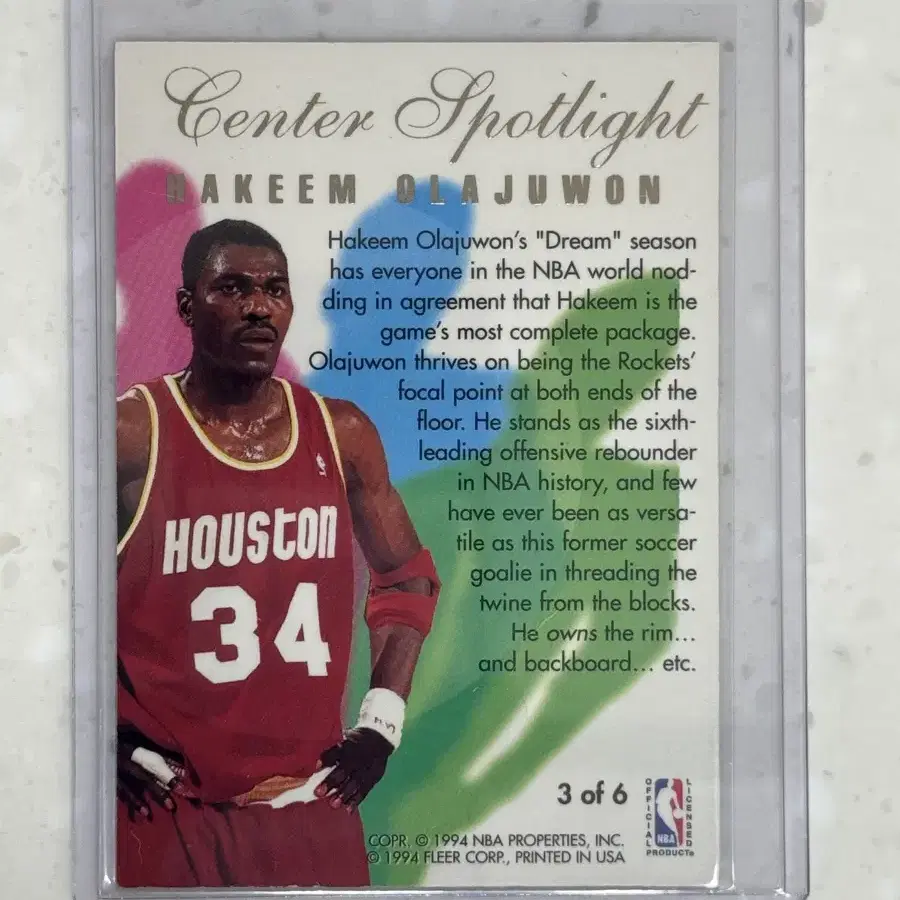 Center Spotlight
HAKEEM OLAJUWON
Hakeem Olajuwon's "Dream" season
has everyone in the NBA world nod-
ding in agreement that Hakeem is the
game's most complete package.
Olajuwon thrives on being the Rockets'
focal point at both ends of the
floor. He stands as the sixth-
leading offensive rebounder
in NBA history, and few
have ever been as versa-
tile as this former soccer
goalie in threading the
twine from the blocks.
He owns the rim...
and backboard... etc.
HOUSTON
34
3 of 6
OFFICIAL
LICENSED
NBA
PRODUCT®
COPR. © 1994 NBA PROPERTIES, INC.
© 1994 FLEER CORP., PRINTED IN USA